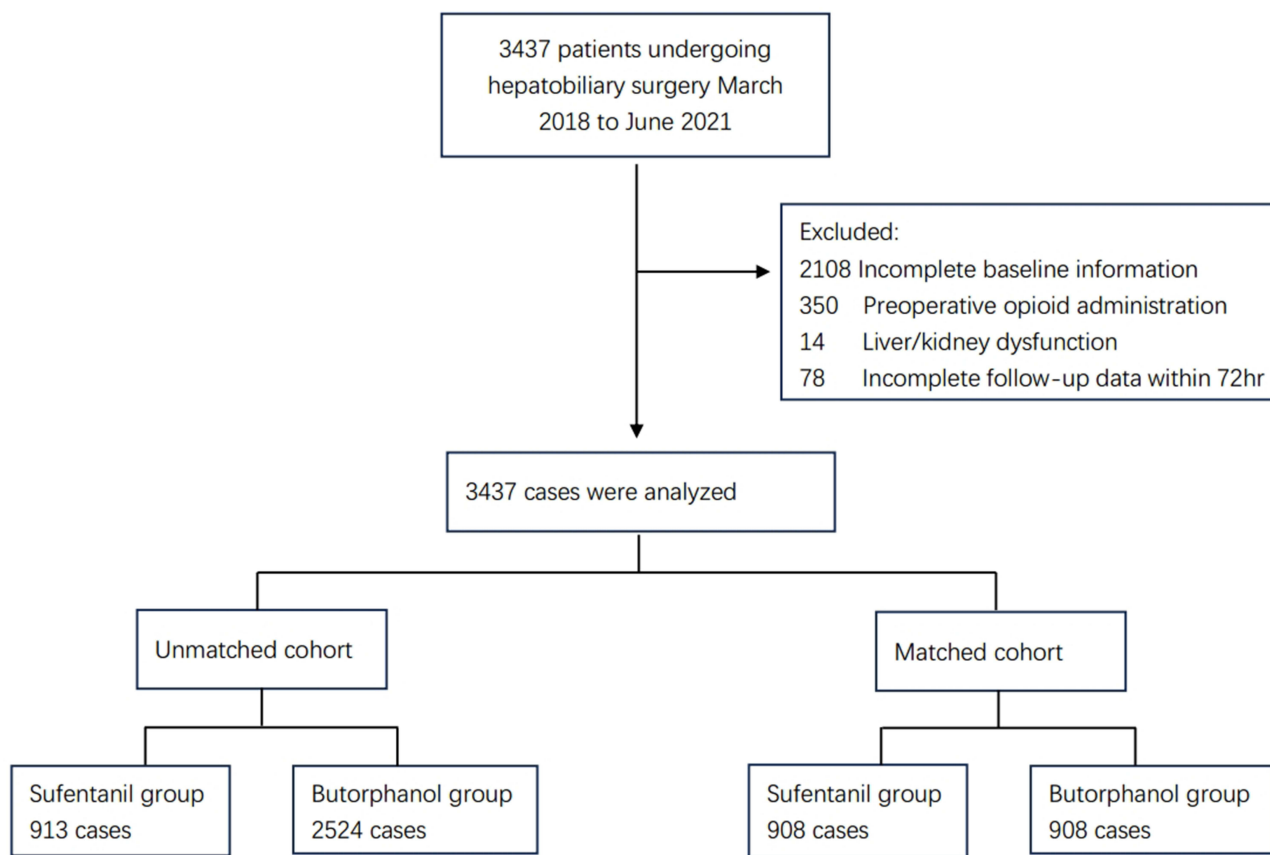 3437 patients undergoing
hepatobiliary surgery March
2018 to June 2021
Excluded:
2108 Incomplete baseline information
350 Preoperative opioid administration
14 Liver/kidney dysfunction
78 Incomplete follow-up data within 72hr
3437 cases were analyzed
Unmatched cohort
Matched cohort
Sufentanil group
913 cases
Butorphanol group
2524 cases
Sufentanil group
908 cases
Butorphanol group
908 cases